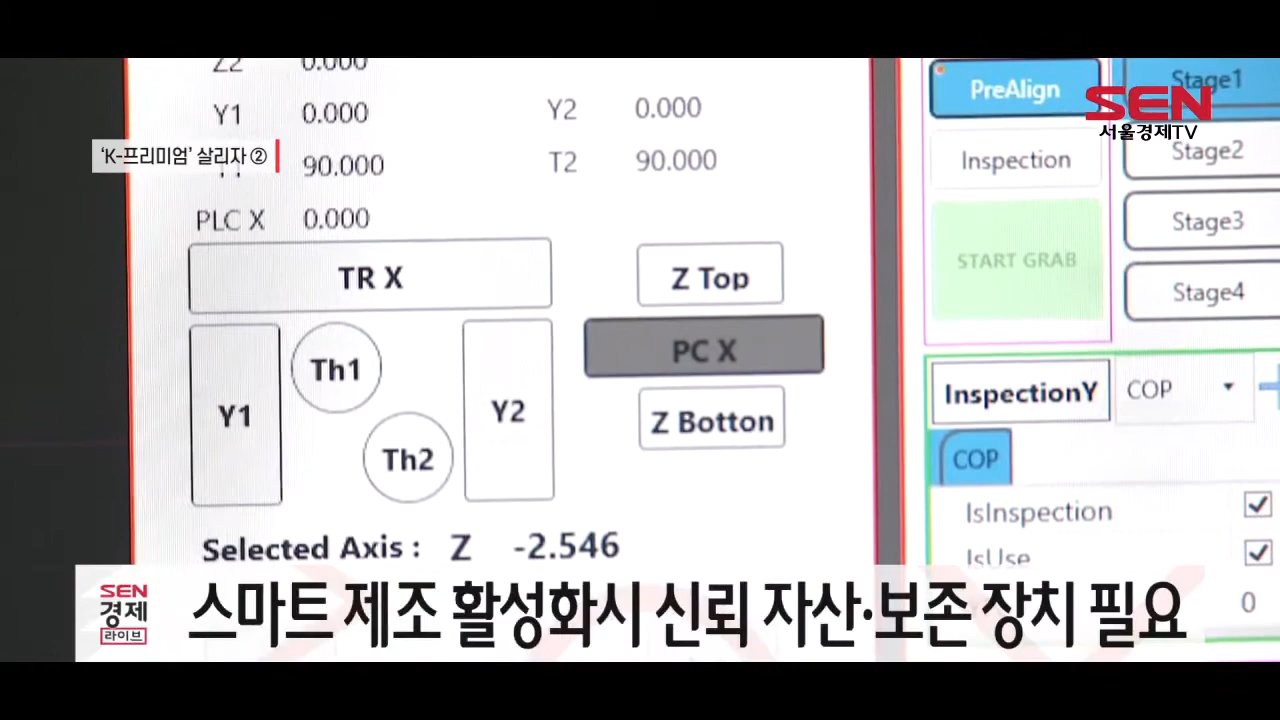 Z2 0.000
Y1 0.000 Y2 0.000
90.000 T2 90.000
PLC X 0.000
TR X
Z Top
Th1
PC X
Y1
Y2
Z Botton
Th2
Selected Axis : Z -2.546
PreAlign
Stage1
Inspection
Stage2
START GRAB
Stage3
Stage4
InspectionY COP
COP
IsInspection
IsUse
0
SEN
서울경제TV
'K-프리미엄' 살리자 ②
SEN
경제
라이브
스마트 제조 활성화시 신뢰 자산·보존 장치 필요